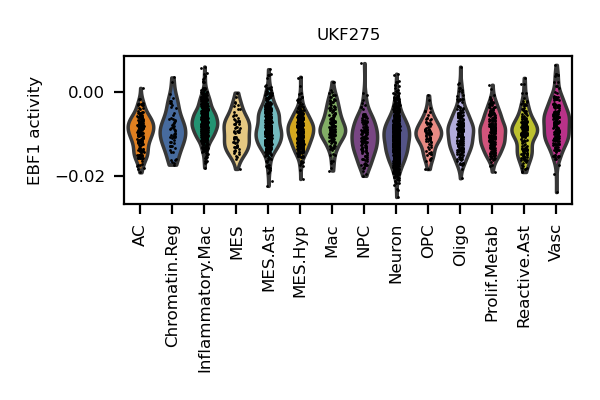 UKF275
EBF1 activity
0.00
−0.02
AC
Chromatin.Reg
Inflammatory.Mac
MES
MES.Ast
MES.Hyp
Mac
NPC
Neuron
OPC
Oligo
Prolif.Metab
Reactive.Ast
Vasc